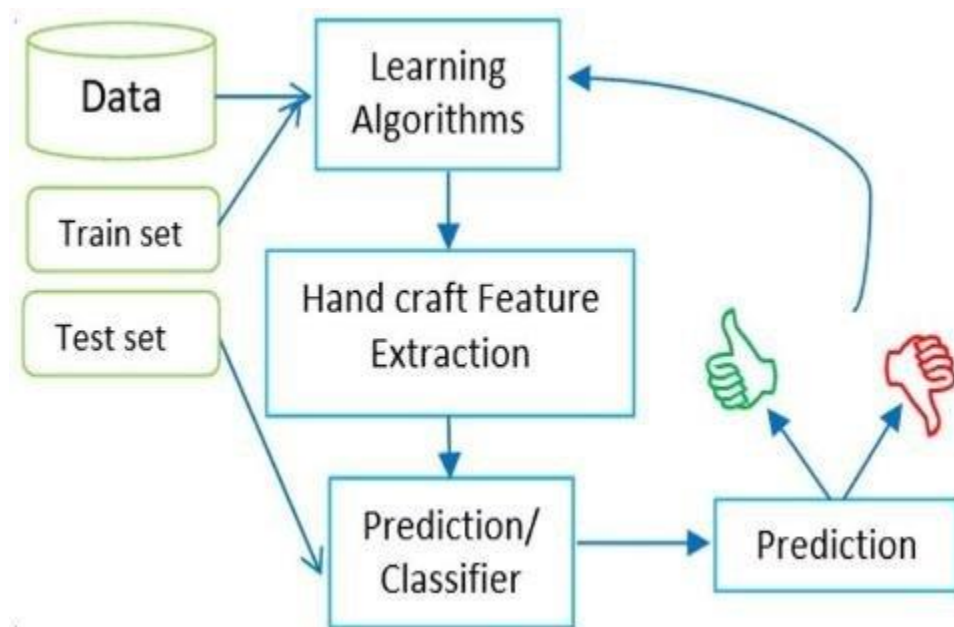 Data
Learning
Algorithms
Train set
Hand craft Feature
Extraction
Test set
Prediction/
Classifier
Prediction